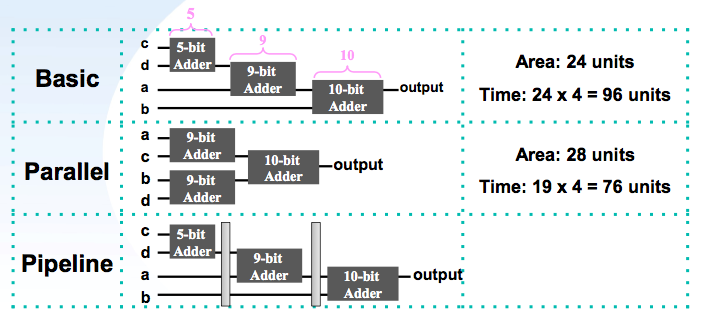 5
Basic
c
d
a
b
5-bit
Adder
9
9-bit
Adder
10
10-bit
Adder
output
Area: 24 units
Time: 24 x 4 = 96 units
Parallel
a
c
b
d
9-bit
Adder
9-bit
Adder
10-bit
Adder
output
Area: 28 units
Time: 19 x 4 = 76 units
Pipeline
c
d
a
b
5-bit
Adder
9-bit
Adder
10-bit
Adder
output